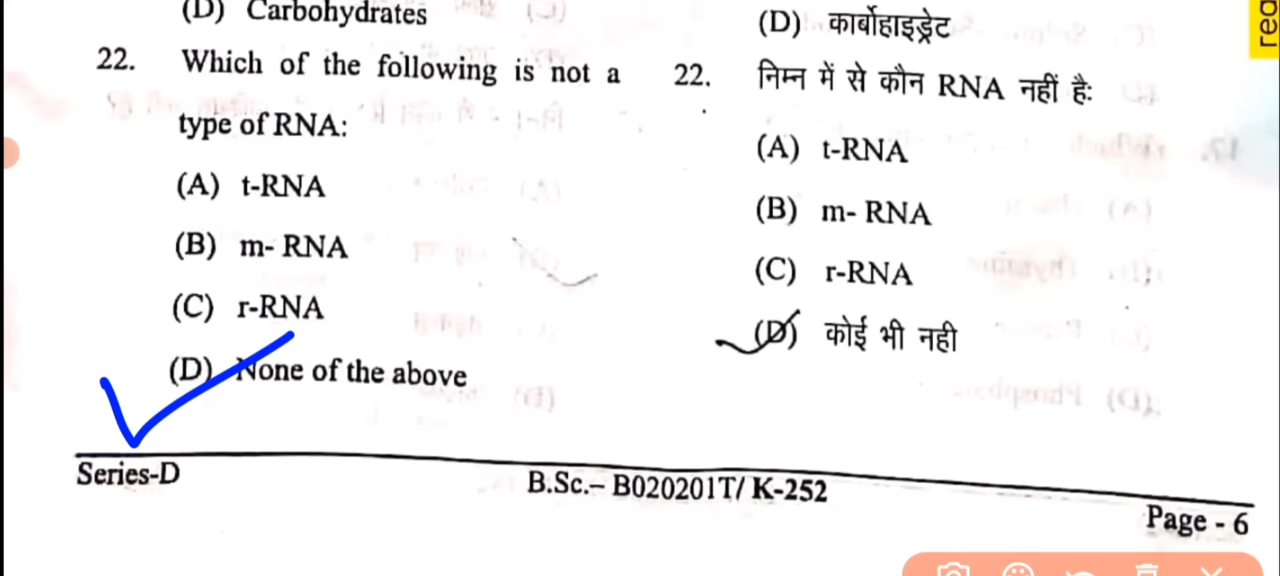 (D) Carbohydrates
22. Which of the following is not a
type of RNA:
(A) t-RNA
(B) m- RNA
(C) r-RNA
(D) None of the above
(D) कार्बोहाइड्रेट
22. निम्न में से कौन RNA नहीं है:
(A) t-RNA
(B) m- RNA
(C) r-RNA
(D) कोई भी नही
Series-D
B.Sc.– B020201T/ K-252
Page - 6
red